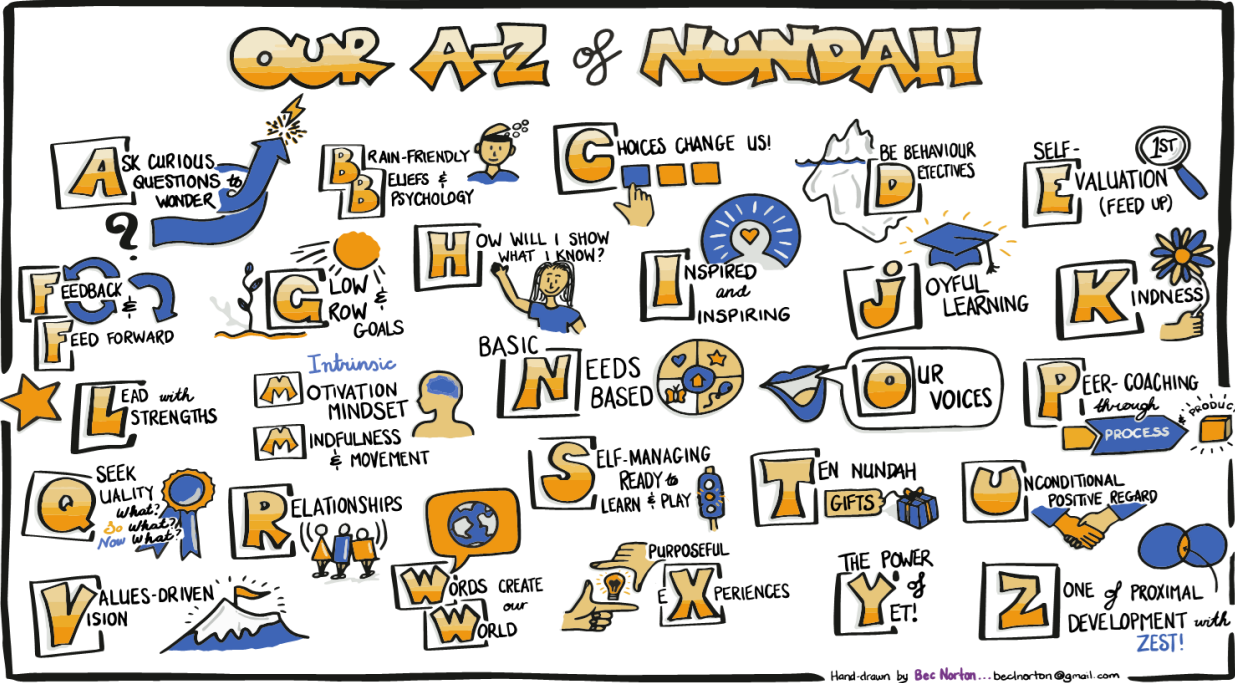 OUR A-Z of NUNDAH
ASK CURIOUS
QUESTIONS to
WONDER
?
BRAIN-FRIENDLY
BELIEFS &
PSYCHOLOGY
CHOICES CHANGE US!
BE BEHAVIOUR
DETECTIVES
SELF-
EVALUATION
(FEED UP)
1ST
FEEDBACK
&
FEED FORWARD
GLOW &
GROW
GOALS
HOW WILL I SHOW
WHAT I KNOW?
INSPIRED
and
INSPIRING
JOYFUL
LEARNING
KINDNESS
LEAD with
STRENGTHS
Intrinsic
MOTIVATION
MINDSET
MINDFULNESS
& MOVEMENT
BASIC
NEEDS
BASED
OUR
VOICES
PEER-COACHING
through
PROCESS
& PRODUCT
SEEK
QUALITY
What?
So What?
Now What?
RELATIONSHIPS
SELF-MANAGING
READY to
LEARN & PLAY
TEN NUNDAH
GIFTS
UNCONDITIONAL
POSITIVE REGARD
VALUES-DRIVEN
VISION
WORDS CREATE
our
WORLD
PURPOSEFUL
EXPERIENCES
THE POWER
of
YET!
ZONE of PROXIMAL
DEVELOPMENT with
ZEST!
Hand-drawn by Bec Norton... beclnorton@gmail.com